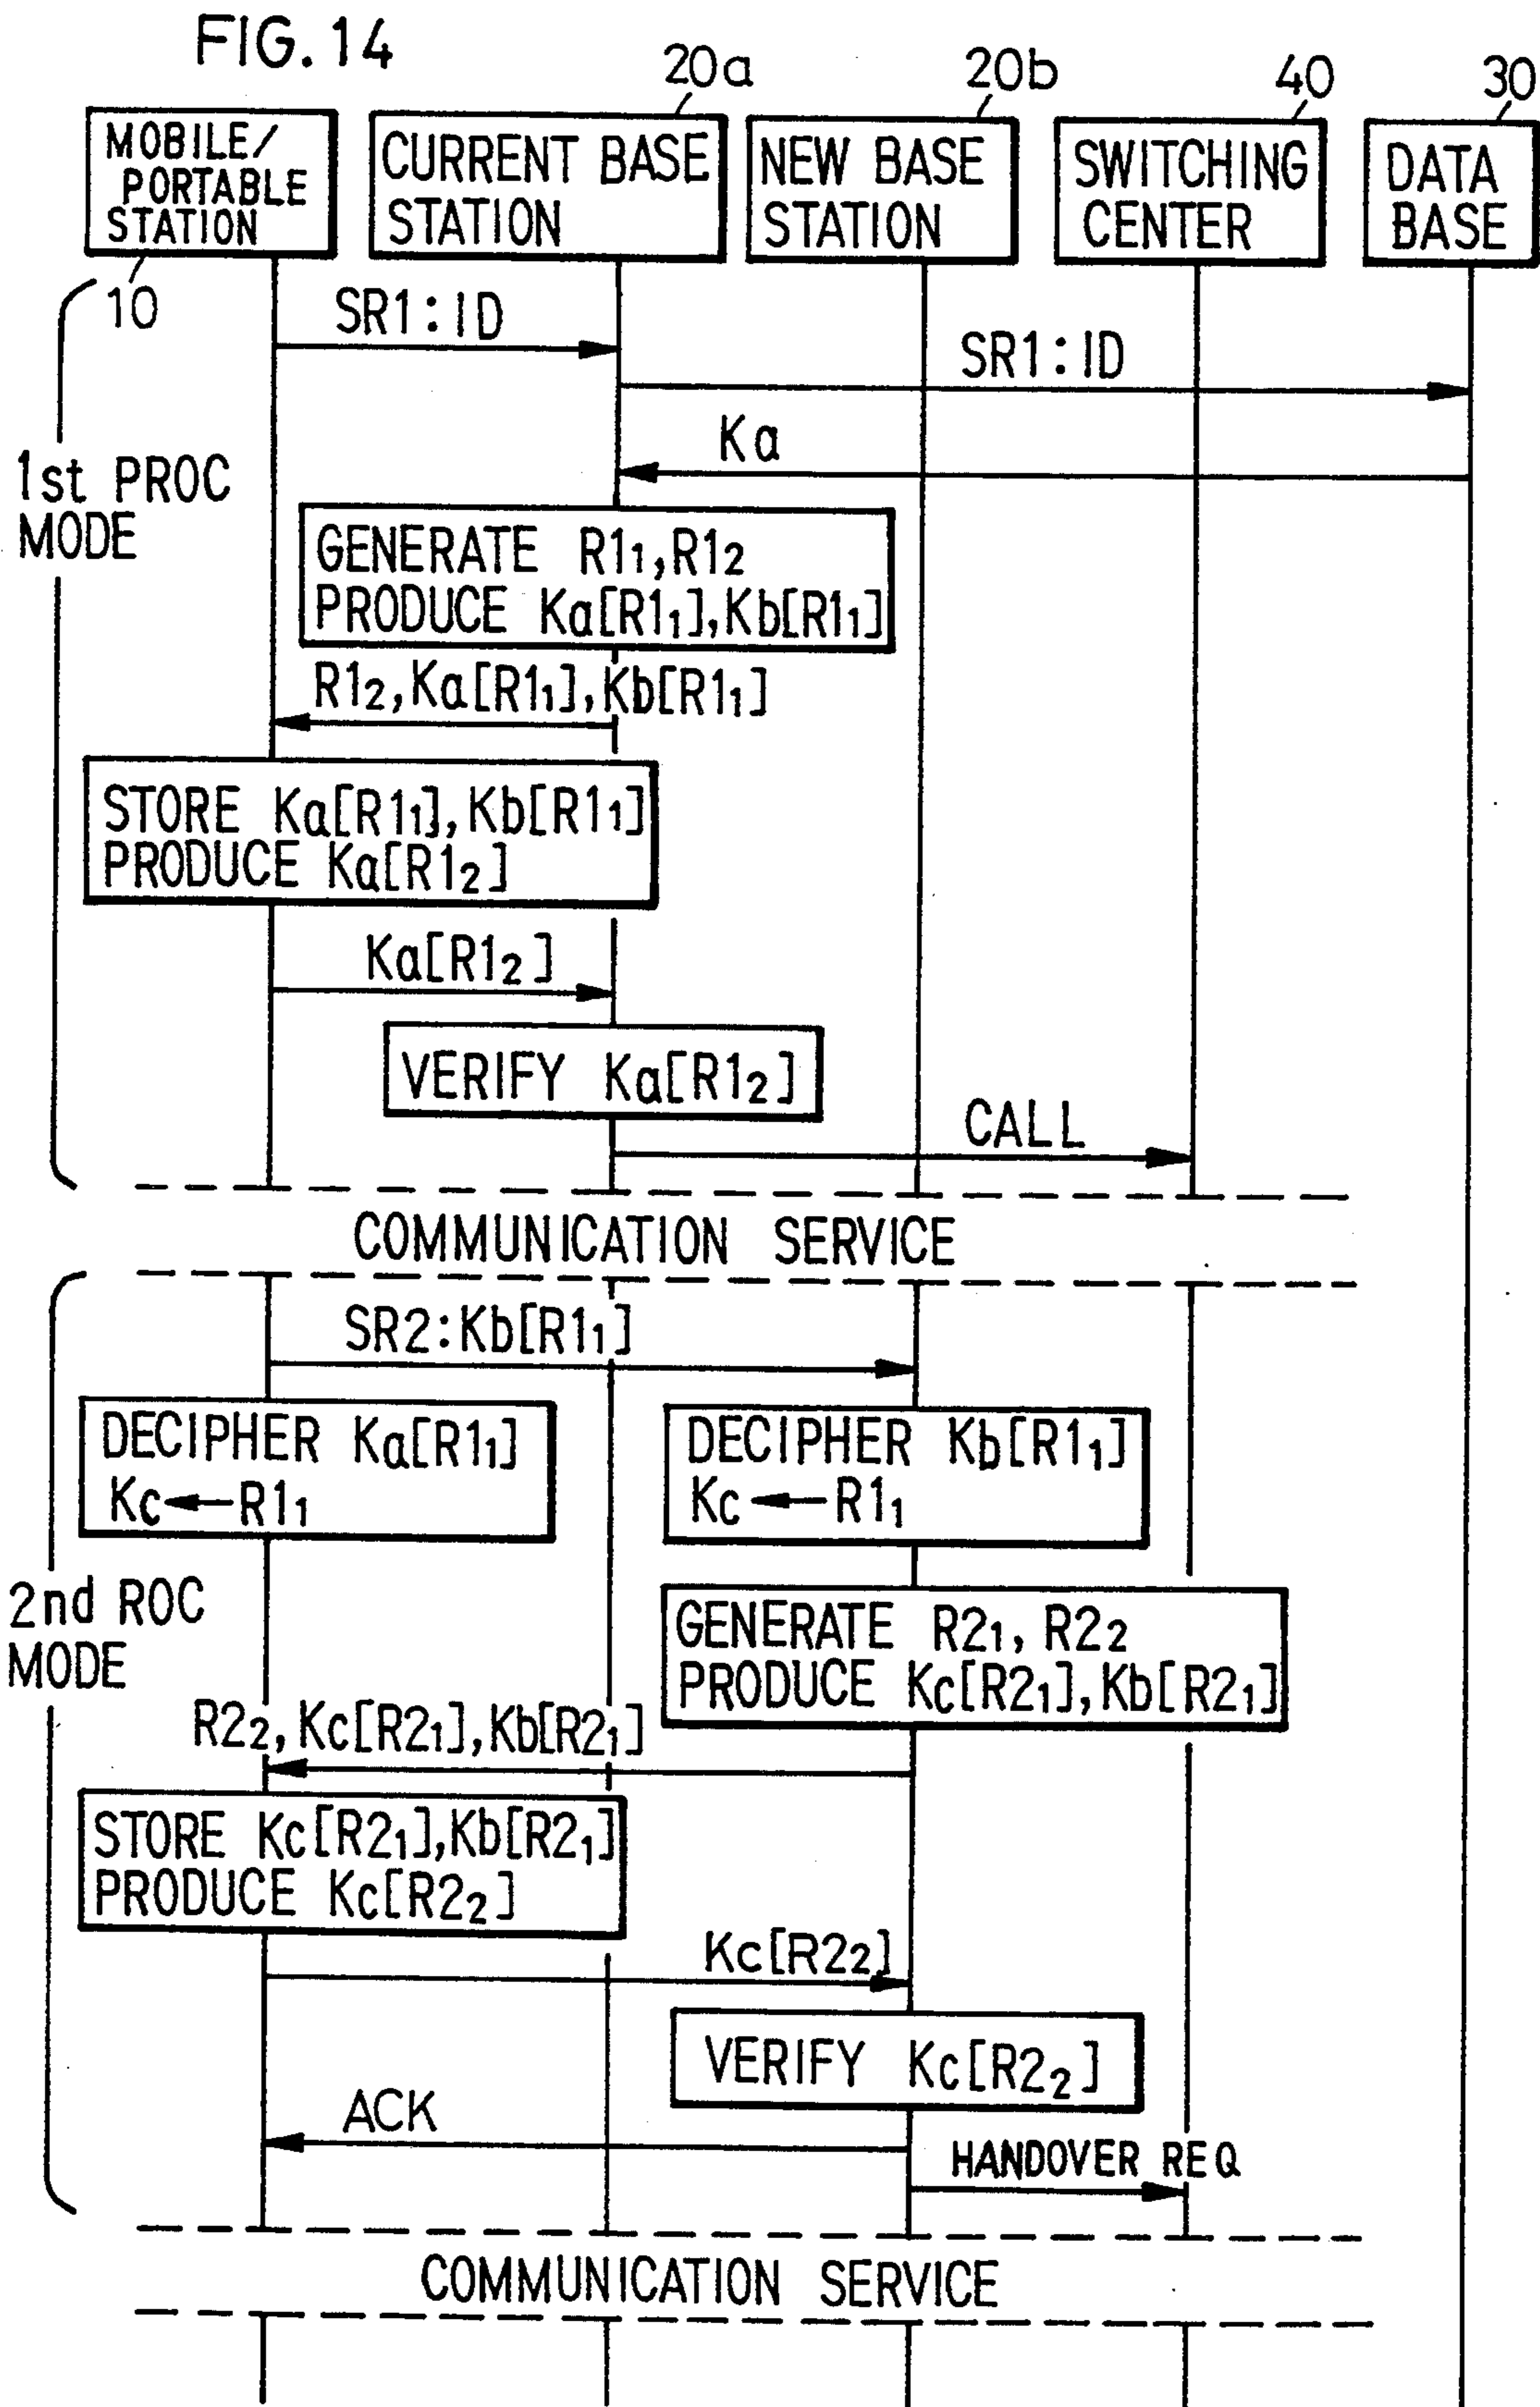 FIG. 14
20a
20b
40
30
MOBILE/
PORTABLE
STATION
CURRENT BASE
STATION
NEW BASE
STATION
SWITCHING
CENTER
DATA
BASE
10
SR1:ID
SR1:ID
Ka
1st PROC
MODE
GENERATE R1₁,R1₂
PRODUCE Ka[R1₁],Kb[R1₁]
R1₂,Ka[R1₁],Kb[R1₁]
STORE Ka[R1₁],Kb[R1₁]
PRODUCE Ka[R1₂]
Ka[R1₂]
VERIFY Ka[R1₂]
CALL
COMMUNICATION SERVICE
SR2:Kb[R1₁]
DECIPHER Ka[R1₁]
Kc←R1₁
DECIPHER Kb[R1₁]
Kc←R1₁
2nd ROC
MODE
GENERATE R2₁, R2₂
PRODUCE Kc[R2₁],Kb[R2₁]
R2₂,Kc[R2₁],Kb[R2₁]
STORE Kc[R2₁],Kb[R2₁]
PRODUCE Kc[R2₂]
Kc[R2₂]
VERIFY Kc[R2₂]
ACK
HANDOVER REQ
COMMUNICATION SERVICE